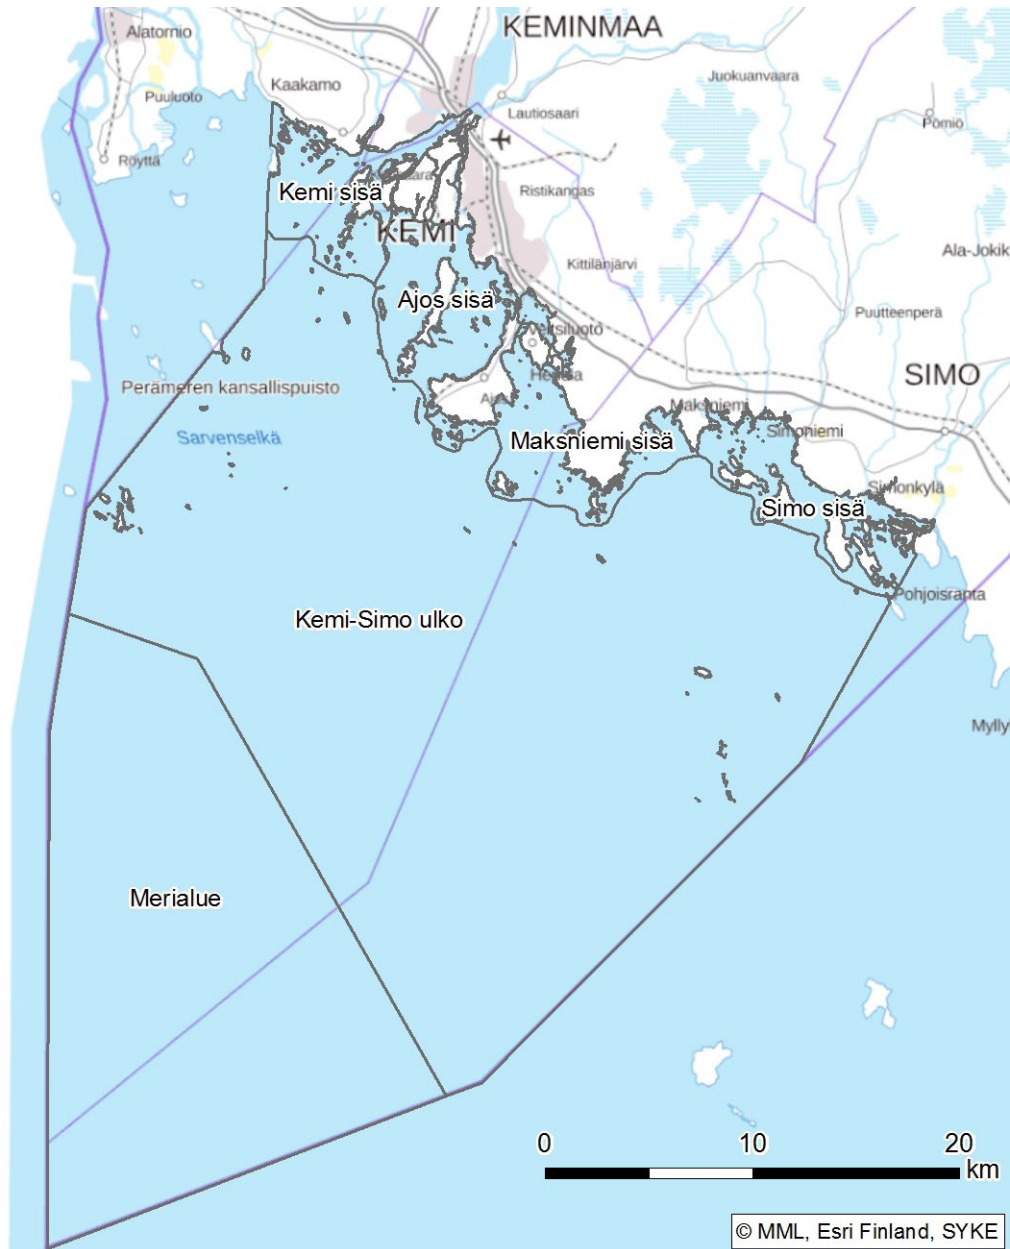 KEMINMAA
Alatornio
Juokuanvaara
Kaakamo
Puuluoto
Lautiosaari
Pömiö
Röyttä
Ristikangas
Kemi sisä
KEMI
Ala-Jokik
Kittilänjärvi
Ajos sisä
Puutteenperä
Perämeren kansallispuisto
SIMO
Maksniemi
Sarvenselkä
Maksniemi sisä
Simoniemi
Simonkylä
Simo sisä
Pohjoisranta
Kemi-Simo ulko
Mylly
Merialue
0 10 20
km
© MML, Esri Finland, SYKE